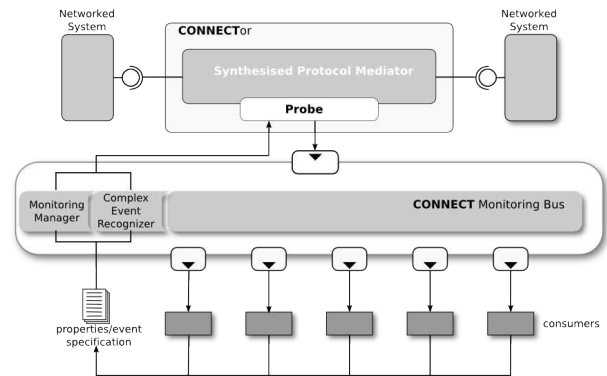 Networked
System
Networked
System
CONNECTor
Synthesised Protocol Mediator
Probe
Monitoring
Manager
Complex
Event
Recognizer
CONNECT Monitoring Bus
properties/event
specification
consumers